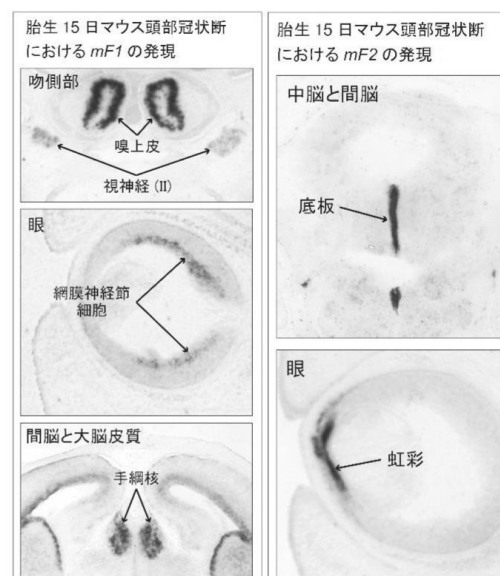 胎生 15 日マウス頭部冠状断
における mF1 の発現
吻側部
嗅上皮
視神経 (II)
眼
網膜神経節
細胞
間脳と大脳皮質
手綱核
胎生 15 日マウス頭部冠状断
における mF2 の発現
中脳と間脳
底板
眼
虹彩